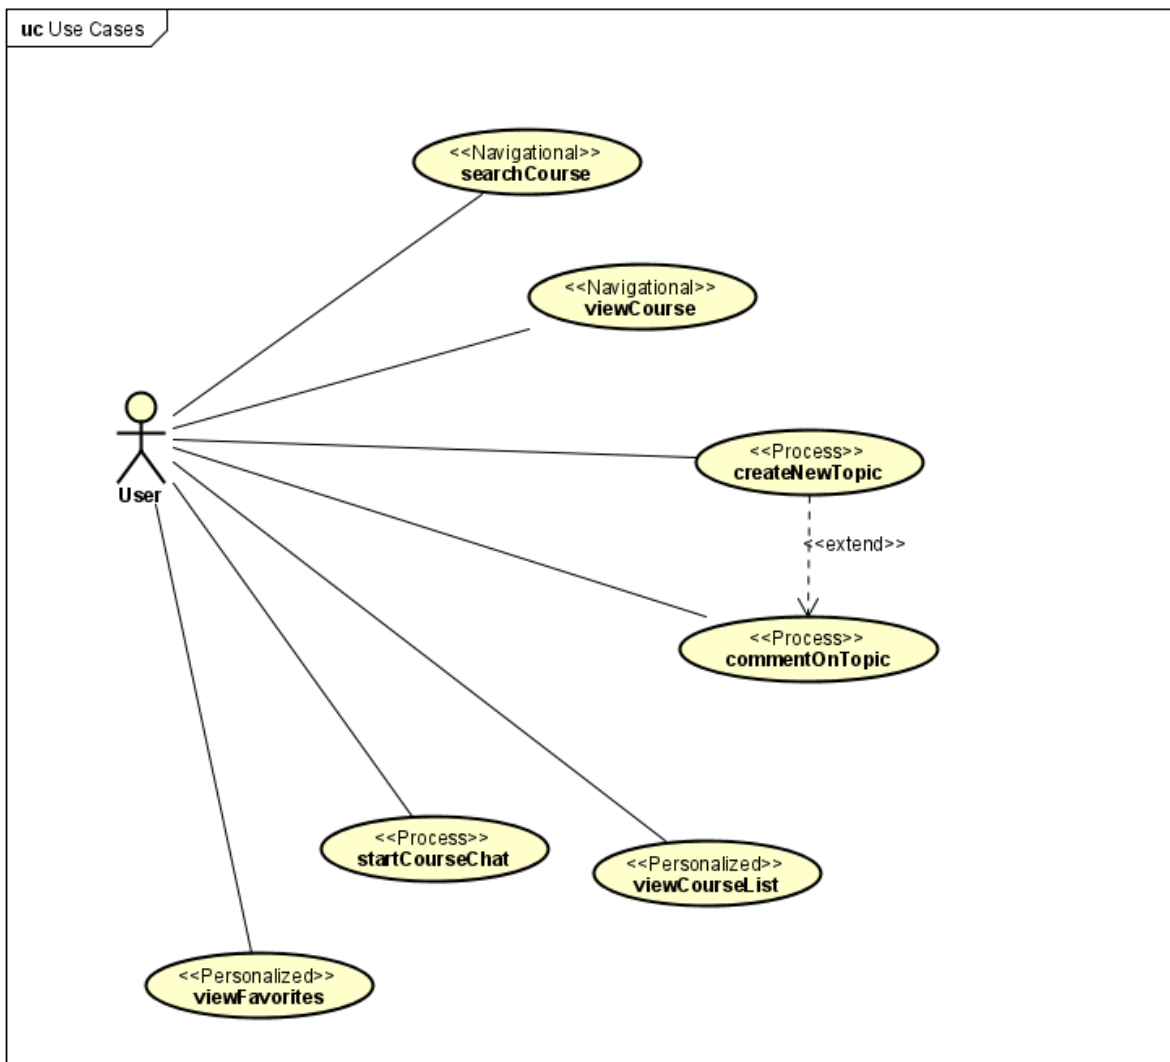 uc Use Cases
<<Navigational>>
searchCourse
<<Navigational>>
viewCourse
User
<<Process>>
createNewTopic
<<extend>>
<<Process>>
commentOnTopic
<<Process>>
startCourseChat
<<Personalized>>
viewCourseList
<<Personalized>>
viewFavorites